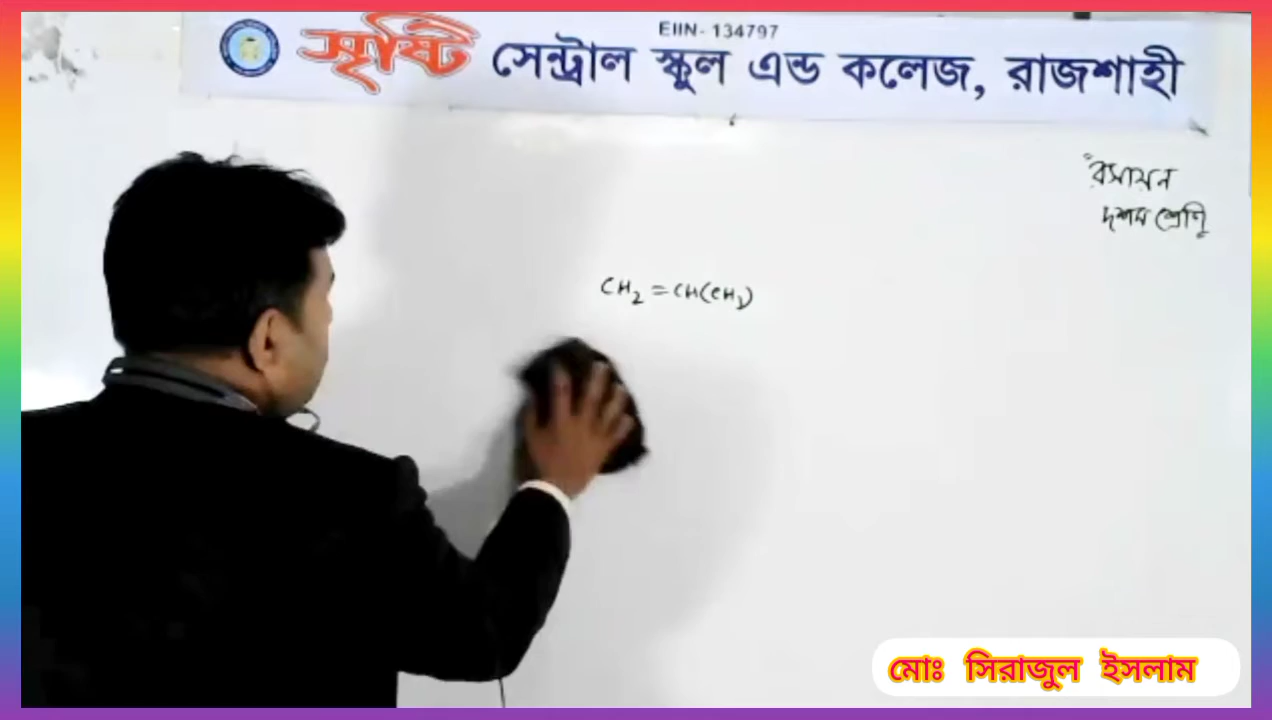 EIIN- 134797
সৃষ্টি সেন্ট্রাল স্কুল এন্ড কলেজ, রাজশাহী
রসায়ন
দশম শ্রেণি
CH₂ = CH(CH₃)
মোঃ সিরাজুল ইসলাম